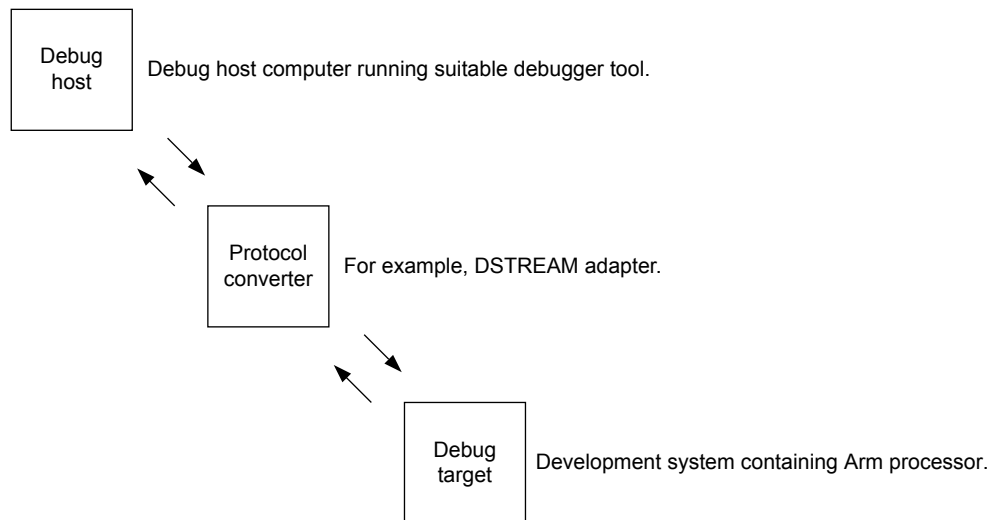 Debug
host
Debug host computer running suitable debugger tool.
Protocol
converter
For example, DSTREAM adapter.
Debug
target
Development system containing Arm processor.